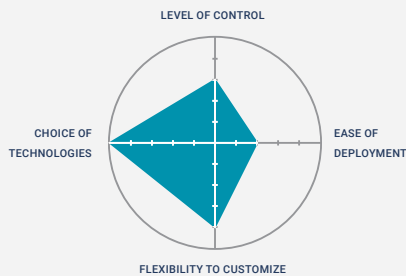 LEVEL OF CONTROL
CHOICE OF
TECHNOLOGIES
EASE OF
DEPLOYMENT
FLEXIBILITY TO CUSTOMIZE